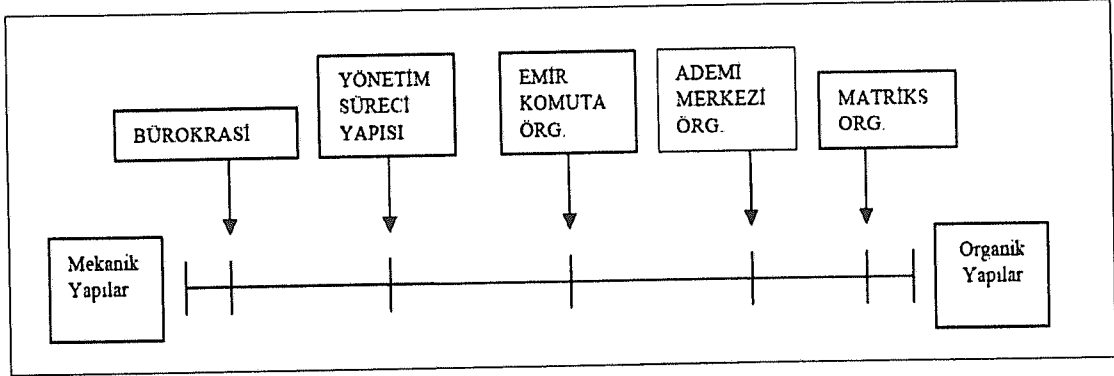 BÜROKRASİ
YÖNETİM
SÜRECİ
YAPISI
EMİR
KOMUTA
ÖRG.
ADEMI
MERKEZİ
ÖRG.
MATRİKS
ORG.
Mekanik
Yapılar
Organik
Yapılar